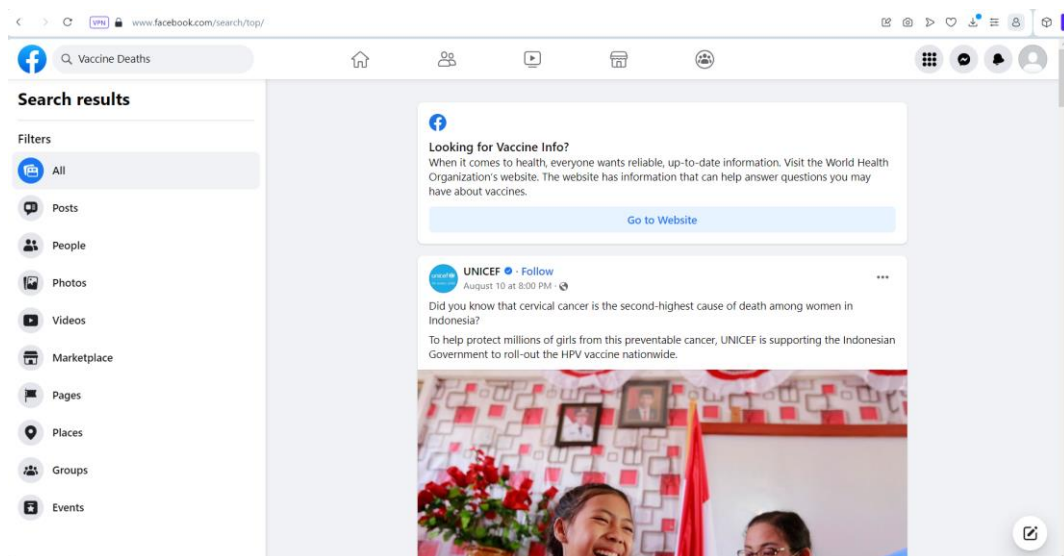 VPN
www.facebook.com/search/top/
Vaccine Deaths
Search results
Filters
All
Posts
People
Photos
Videos
Marketplace
Pages
Places
Groups
Events
Looking for Vaccine Info?
When it comes to health, everyone wants reliable, up-to-date information. Visit the World Health
Organization's website. The website has information that can help answer questions you may
have about vaccines.
Go to Website
UNICEF · Follow
August 10 at 8:00 PM ·
Did you know that cervical cancer is the second-highest cause of death among women in
Indonesia?
To help protect millions of girls from this preventable cancer, UNICEF is supporting the Indonesian
Government to roll-out the HPV vaccine nationwide.